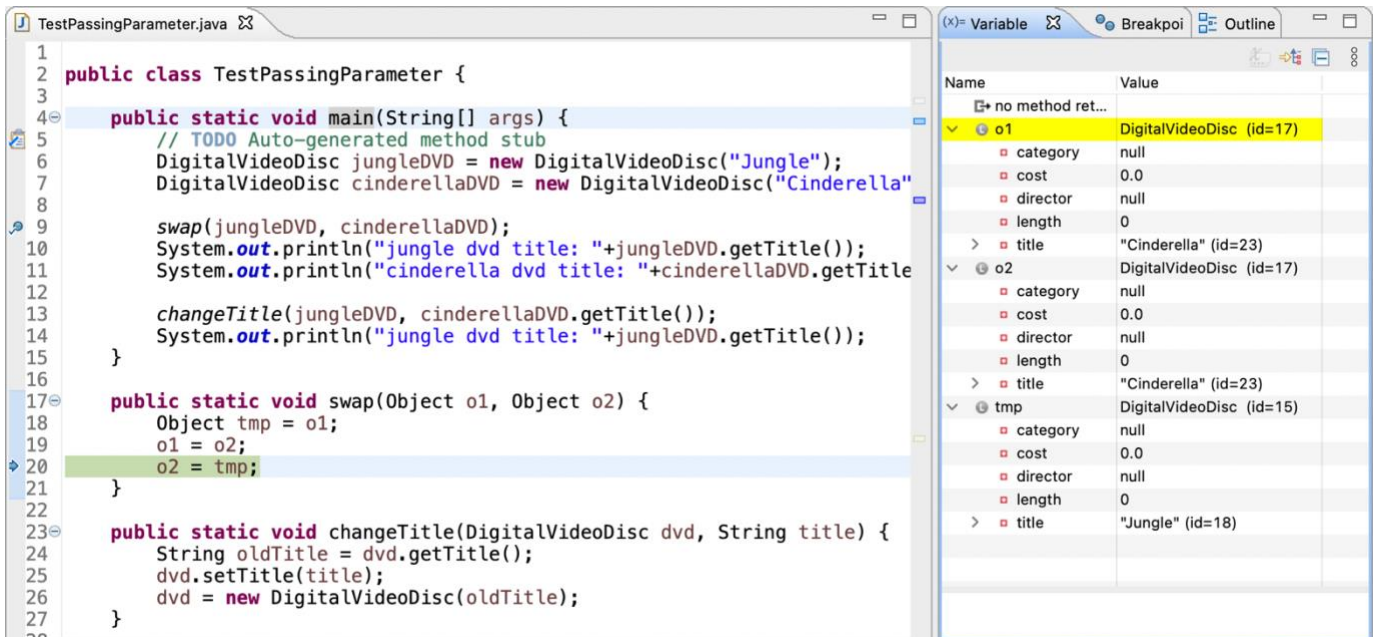 TestPassingParameter.java
1
2 public class TestPassingParameter {
3
4 public static void main(String[] args) {
5 // TODO Auto-generated method stub
6 DigitalVideoDisc jungleDVD = new DigitalVideoDisc("Jungle");
7 DigitalVideoDisc cinderellaDVD = new DigitalVideoDisc("Cinderella"
8
9 swap(jungleDVD, cinderellaDVD);
10 System.out.println("jungle dvd title: "+jungleDVD.getTitle());
11 System.out.println("cinderella dvd title: "+cinderellaDVD.getTitle
12
13 changeTitle(jungleDVD, cinderellaDVD.getTitle());
14 System.out.println("jungle dvd title: "+jungleDVD.getTitle());
15 }
16
17 public static void swap(Object o1, Object o2) {
18 Object tmp = o1;
19 o1 = o2;
20 o2 = tmp;
21 }
22
23 public static void changeTitle(DigitalVideoDisc dvd, String title) {
24 String oldTitle = dvd.getTitle();
25 dvd.setTitle(title);
26 dvd = new DigitalVideoDisc(oldTitle);
27 }
(x)= Variable Breakpoi Outline
Name Value
no method ret...
o1 DigitalVideoDisc (id=17)
category null
cost 0.0
director null
length 0
title "Cinderella" (id=23)
o2 DigitalVideoDisc (id=17)
category null
cost 0.0
director null
length 0
title "Cinderella" (id=23)
tmp DigitalVideoDisc (id=15)
category null
cost 0.0
director null
length 0
title "Jungle" (id=18)